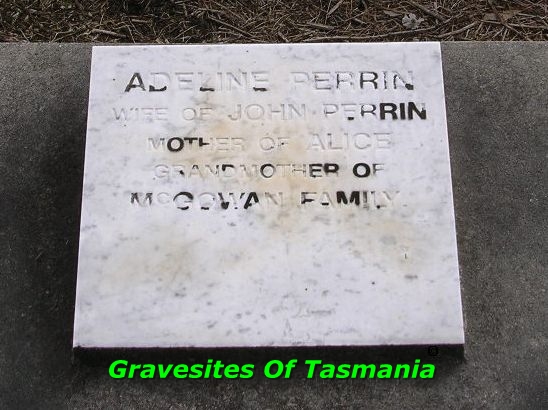 ADELINE PERRIN
WIFE OF JOHN PERRIN
MOTHER OF ALICE
GRANDMOTHER OF
McGOWAN FAMILY
©
Gravesites Of Tasmania